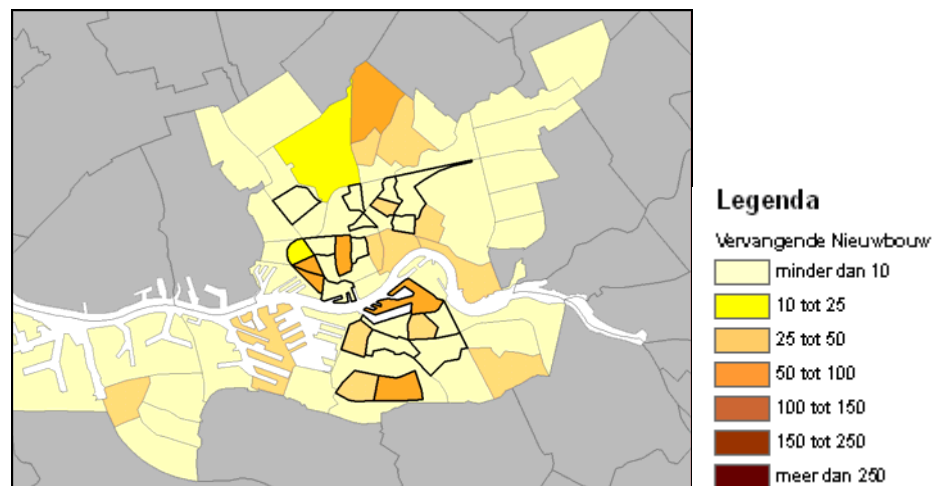 Legenda
Vervangende Nieuwbouw
minder dan 10
10 tot 25
25 tot 50
50 tot 100
100 tot 150
150 tot 250
meer dan 250